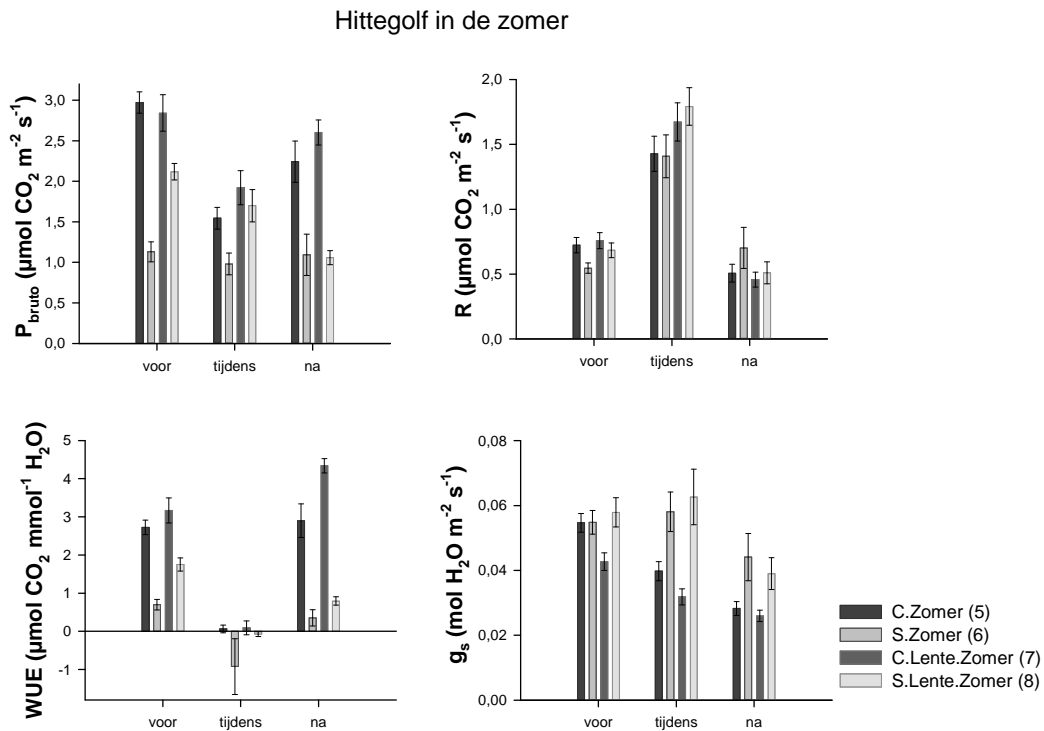 Hittegolf in de zomer
P_bruto (µmol CO₂ m⁻² s⁻¹)
3,0
2,5
2,0
1,5
1,0
0,5
0,0
voor tijdens na
R (µmol CO₂ m⁻² s⁻¹)
2,0
1,5
1,0
0,5
0,0
voor tijdens na
WUE (µmol CO₂ mmol⁻¹ H₂O)
5
4
3
2
1
0
-1
voor tijdens na
gₛ (mol H₂O m⁻² s⁻¹)
0,08
0,06
0,04
0,02
0,00
voor tijdens na
C.Zomer (5)
S.Zomer (6)
C.Lente.Zomer (7)
S.Lente.Zomer (8)